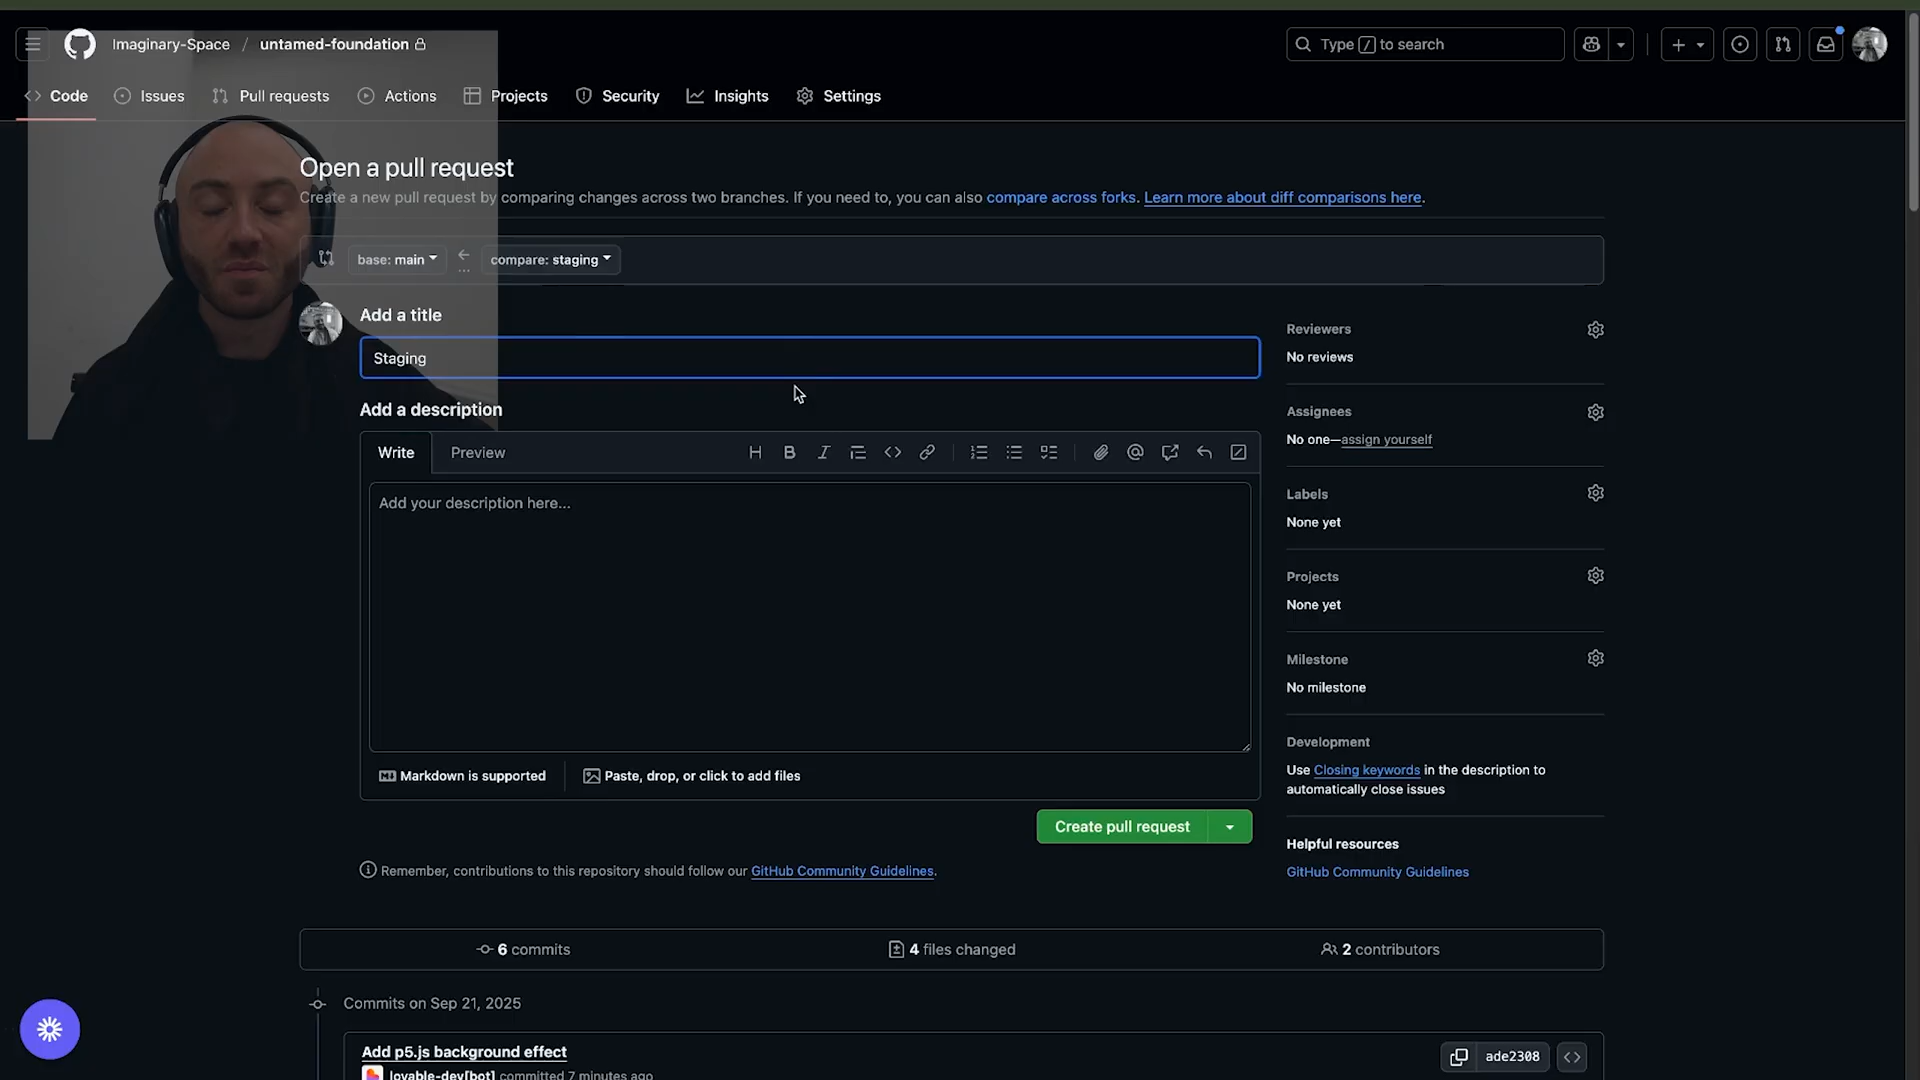 Imaginary-Space / untamed-foundation
Type / to search
Code
Issues
Pull requests
Actions
Projects
Security
Insights
Settings
Open a pull request
Create a new pull request by comparing changes across two branches. If you need to, you can also compare across forks. Learn more about diff comparisons here.
base: main
...
compare: staging
Add a title
Staging
Add a description
Write
Preview
Add your description here...
Markdown is supported
Paste, drop, or click to add files
Create pull request
Remember, contributions to this repository should follow our GitHub Community Guidelines.
Reviewers
No reviews
Assignees
No one—assign yourself
Labels
None yet
Projects
None yet
Milestone
No milestone
Development
Use Closing keywords in the description to
automatically close issues
Helpful resources
GitHub Community Guidelines
6 commits
4 files changed
2 contributors
Commits on Sep 21, 2025
Add p5.js background effect
ade2308
lovable-dev[bot] committed 7 minutes ago